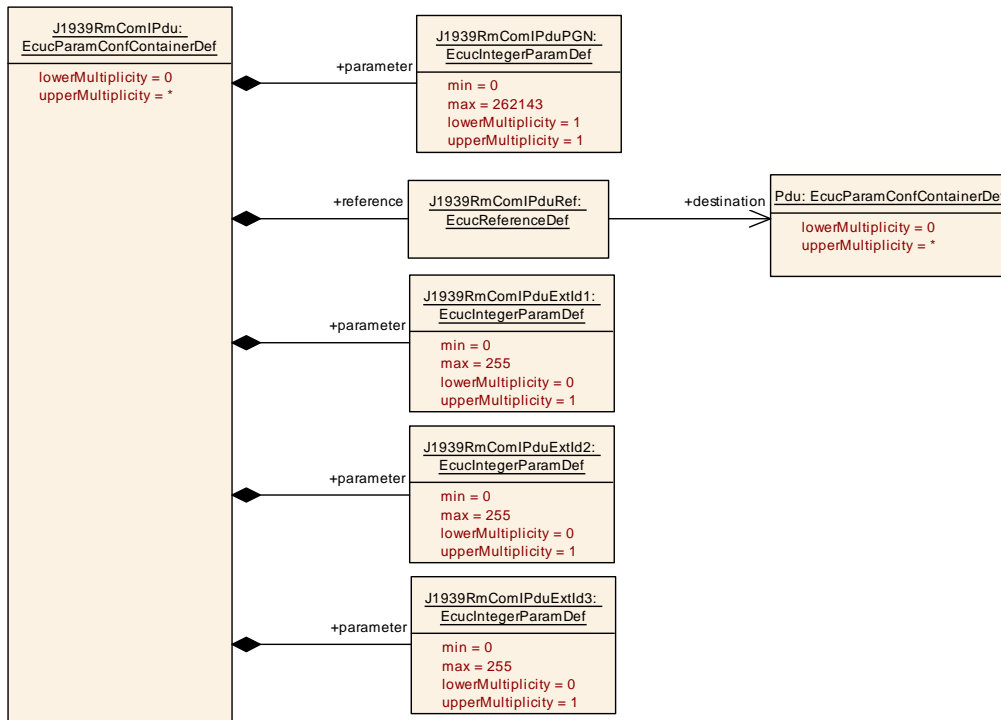 J1939RmComIPdu:
EcucParamConfContainerDef
lowerMultiplicity = 0
upperMultiplicity = *
+parameter
J1939RmComIPduPGN:
EcucIntegerParamDef
min = 0
max = 262143
lowerMultiplicity = 1
upperMultiplicity = 1
+reference
J1939RmComIPduRef:
EcucReferenceDef
+destination
Pdu: EcucParamConfContainerDef
lowerMultiplicity = 0
upperMultiplicity = *
+parameter
J1939RmComIPduExtId1:
EcucIntegerParamDef
min = 0
max = 255
lowerMultiplicity = 0
upperMultiplicity = 1
+parameter
J1939RmComIPduExtId2:
EcucIntegerParamDef
min = 0
max = 255
lowerMultiplicity = 0
upperMultiplicity = 1
+parameter
J1939RmComIPduExtId3:
EcucIntegerParamDef
min = 0
max = 255
lowerMultiplicity = 0
upperMultiplicity = 1